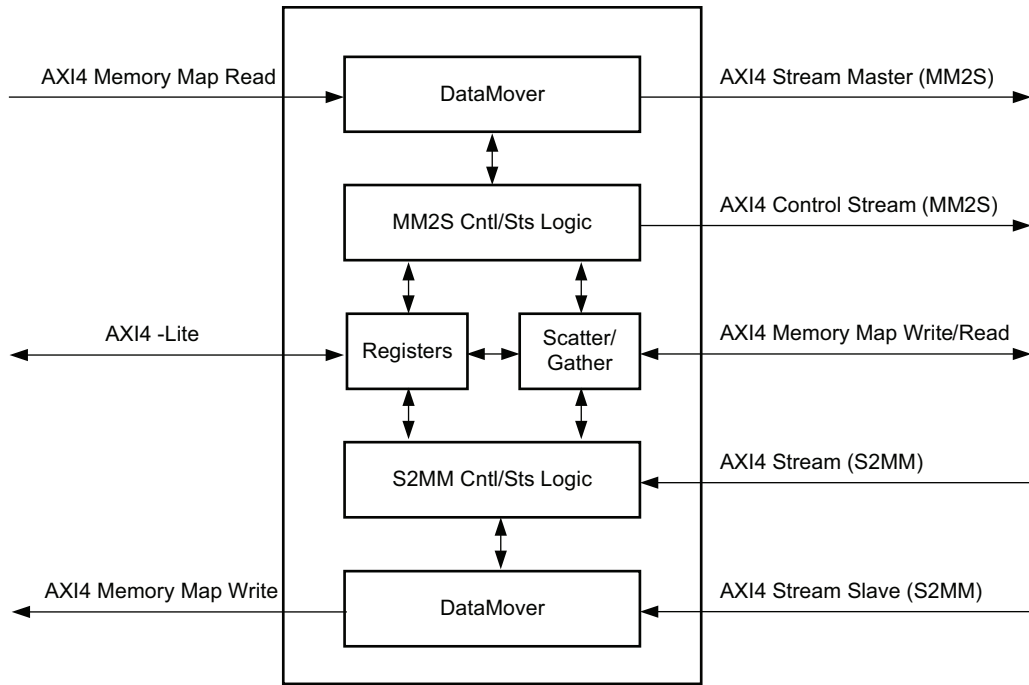 AXI4 Memory Map Read
DataMover
AXI4 Stream Master (MM2S)
MM2S Cntl/Sts Logic
AXI4 Control Stream (MM2S)
AXI4 -Lite
Registers
Scatter/
Gather
AXI4 Memory Map Write/Read
S2MM Cntl/Sts Logic
AXI4 Stream (S2MM)
AXI4 Memory Map Write
DataMover
AXI4 Stream Slave (S2MM)